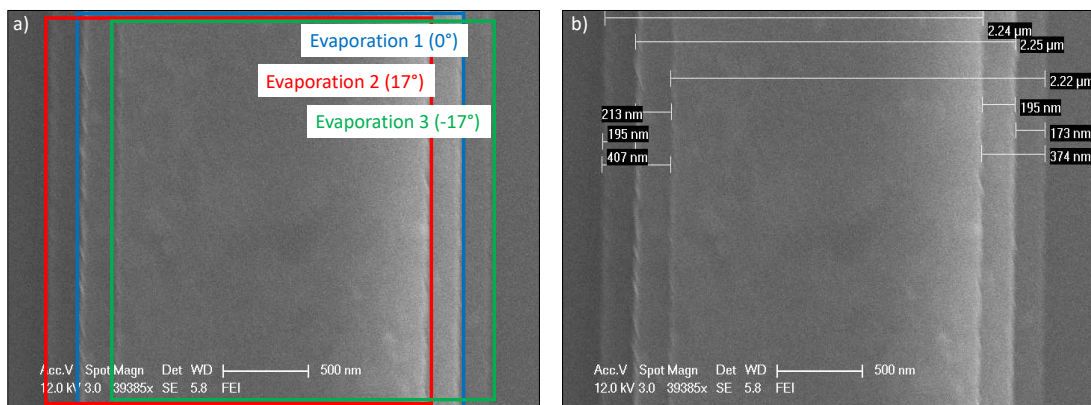 a)
Evaporation 1 (0°)
Evaporation 2 (17°)
Evaporation 3 (-17°)
Acc.V Spot Magn Det WD 500 nm
12.0 kV 3.0 39385x SE 5.8 FEI
b)
2.24 µm
2.25 µm
2.22 µm
213 nm
195 nm
195 nm
173 nm
407 nm
374 nm
Acc.V Spot Magn Det WD 500 nm
12.0 kV 3.0 39385x SE 5.8 FEI